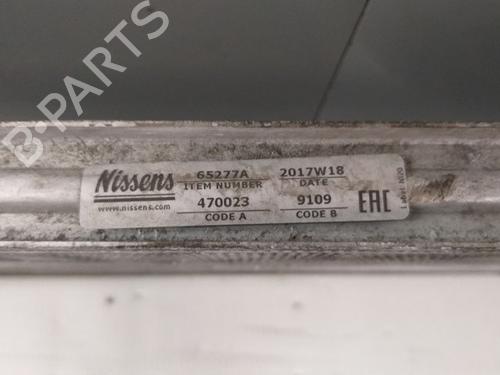 B-PARTS
Nissens
www.nissens.com
65277A
ITEM NUMBER
470023
CODE A
2017W18
DATE
9109
CODE B
EAC